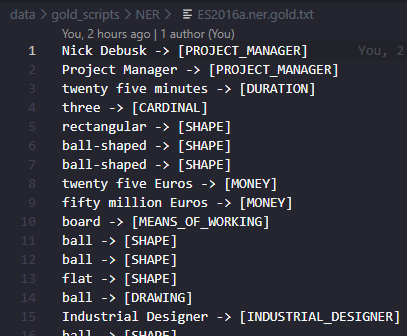 data > gold_scripts > NER > ES2016a.ner.gold.txt
You, 2 hours ago | 1 author (You)
1 Nick Debusk -> [PROJECT_MANAGER] You, 2
2 Project Manager -> [PROJECT_MANAGER]
3 twenty five minutes -> [DURATION]
4 three -> [CARDINAL]
5 rectangular -> [SHAPE]
6 ball-shaped -> [SHAPE]
7 ball-shaped -> [SHAPE]
8 twenty five Euros -> [MONEY]
9 fifty million Euros -> [MONEY]
10 board -> [MEANS_OF_WORKING]
11 ball -> [SHAPE]
12 ball -> [SHAPE]
13 flat -> [SHAPE]
14 ball -> [DRAWING]
15 Industrial Designer -> [INDUSTRIAL_DESIGNER]
16 ball -> [SHAPE]